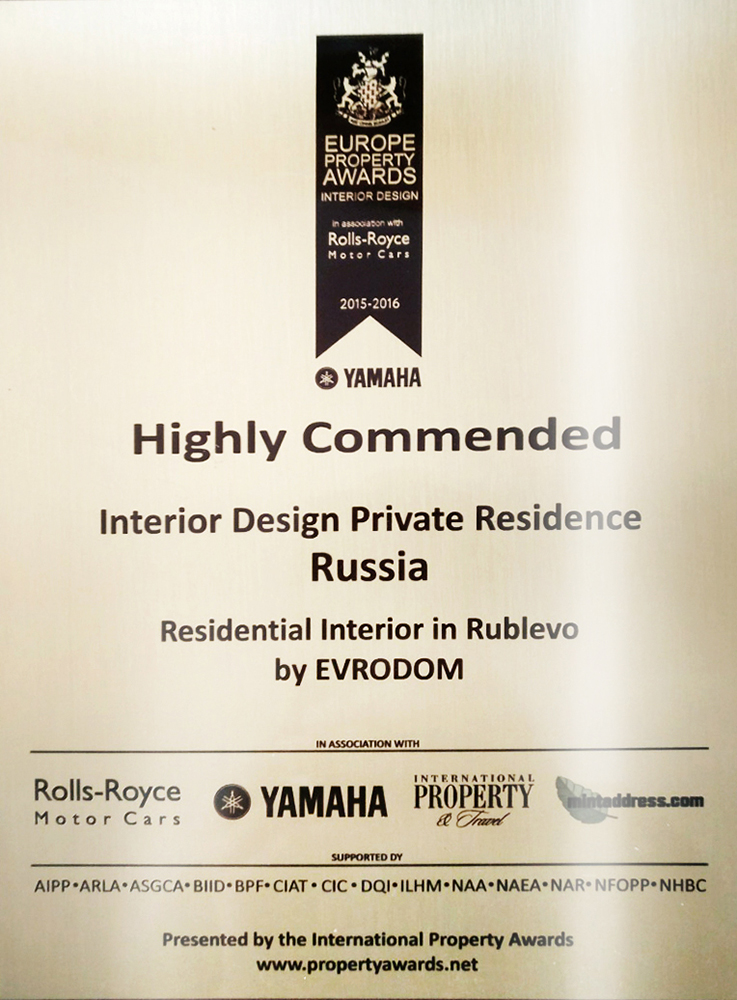 EUROPE
PROPERTY
AWARDS
INTERIOR DESIGN
in association with
Rolls-Royce
Motor Cars
2015-2016
YAMAHA
Highly Commended
Interior Design Private Residence
Russia
Residential Interior in Rublevo
by EVRODOM
IN ASSOCIATION WITH
Rolls-Royce
Motor Cars
YAMAHA
INTERNATIONAL
PROPERTY
& Travel
mintaddress.com
SUPPORTED BY
AIPP•ARLA•ASGCA•BIID•BPF•CIAT•CIC•DQI•ILHM•NAA•NAEA•NAR•NFOPP•NHBC
Presented by the International Property Awards
www.propertyawards.net